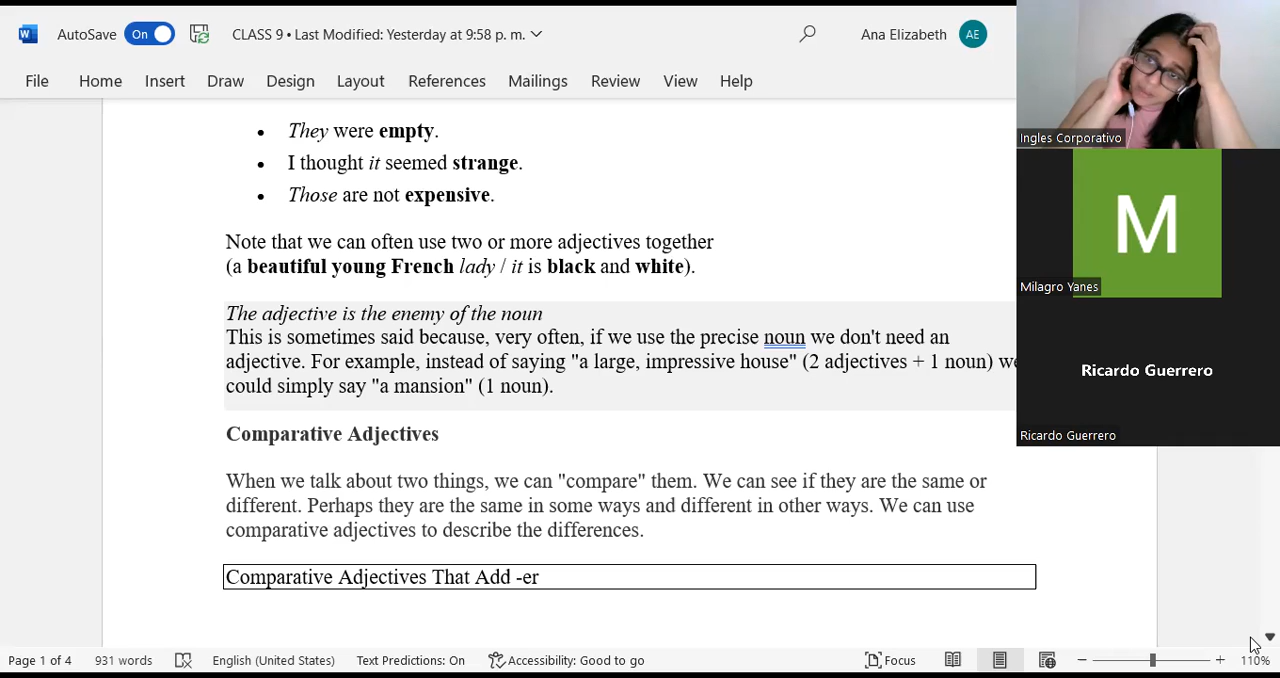 AutoSave On CLASS 9 • Last Modified: Yesterday at 9:58 p. m. Ana Elizabeth AE
File Home Insert Draw Design Layout References Mailings Review View Help
• They were empty.
• I thought it seemed strange.
• Those are not expensive.
Note that we can often use two or more adjectives together
(a beautiful young French lady / it is black and white).
The adjective is the enemy of the noun
This is sometimes said because, very often, if we use the precise noun we don't need an
adjective. For example, instead of saying "a large, impressive house" (2 adjectives + 1 noun) we
could simply say "a mansion" (1 noun).
Comparative Adjectives
When we talk about two things, we can "compare" them. We can see if they are the same or
different. Perhaps they are the same in some ways and different in other ways. We can use
comparative adjectives to describe the differences.
Comparative Adjectives That Add -er
Ingles Corporativo
M
Milagro Yanes
Ricardo Guerrero
Ricardo Guerrero
Page 1 of 4 931 words English (United States) Text Predictions: On Accessibility: Good to go Focus 110%